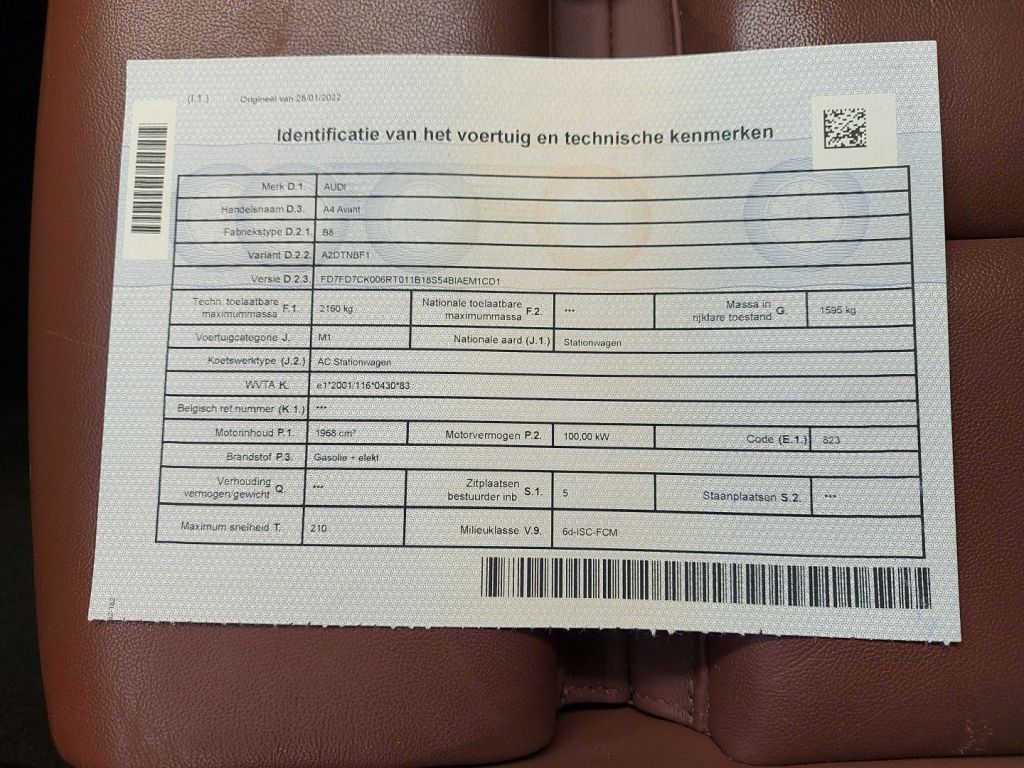 (I.1.) Origineel van 28/01/2022
Identificatie van het voertuig en technische kenmerken
Merk D.1. AUDI
Handelsnaam D.3. A4 Avant
Fabriekstype D.2.1. B8
Variant D.2.2. A2DTNBF1
Versie D.2.3. FD7FD7CK006RT011B18S54BIAEM1CD1
Techn. toelaatbare maximummassa F.1. 2160 kg Nationale toelaatbare maximummassa F.2. *** Massa in rijklare toestand G. 1595 kg
Voertuigcategorie J. M1 Nationale aard (J.1.) Stationwagen
Koetswerktype (J.2.) AC Stationwagen
WVTA K. e1*2001/116*0430*83
Belgisch ref nummer (K.1.) ***
Motorinhoud P.1. 1968 cm³ Motorvermogen P.2. 100,00 kW Code (E.1.) 823
Brandstof P.3. Gasolie + elekt
Verhouding vermogen/gewicht Q. *** Zitplaatsen bestuurder inb S.1. 5 Staanplaatsen S.2. ***
Maximum snelheid T. 210 Milieuklasse V.9. 6d-ISC-FCM